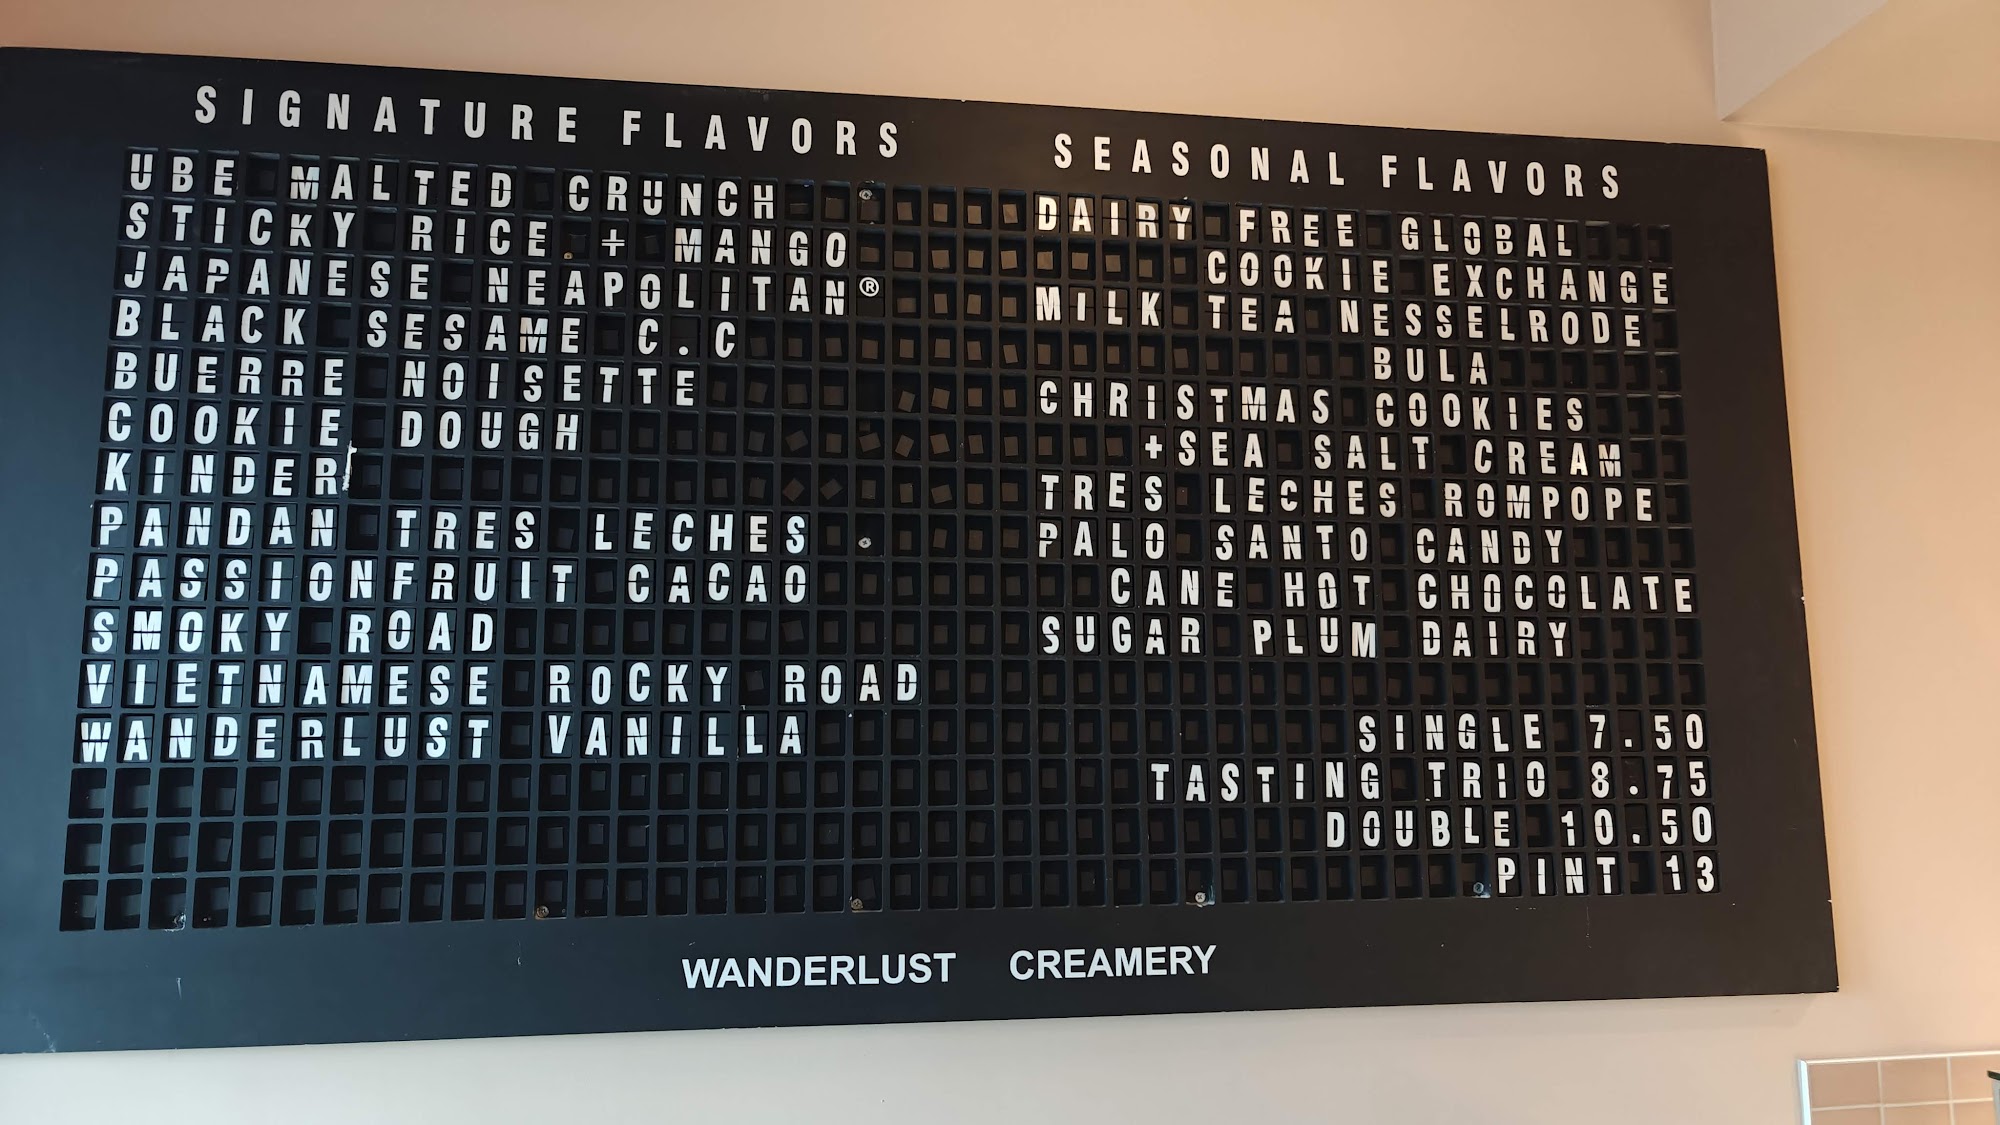 SIGNATURE FLAVORS
UBE MALTED CRUNCH
STICKY RICE + MANGO
JAPANESE NEAPOLITAN®
BLACK SESAME C.C
BUERRE NOISETTE
COOKIE DOUGH
KINDER
PANDAN TRES LECHES
PASSIONFRUIT CACAO
SMOKY ROAD
VIETNAMESE ROCKY ROAD
WANDERLUST VANILLA
SEASONAL FLAVORS
DAIRY FREE GLOBAL
COOKIE EXCHANGE
MILK TEA NESSELRODE
BULA
CHRISTMAS COOKIES
+SEA SALT CREAM
TRES LECHES ROMPOPE
PALO SANTO CANDY
CANE HOT CHOCOLATE
SUGAR PLUM DAIRY
SINGLE 7.50
TASTING TRIO 8.75
DOUBLE 10.50
PINT 13
WANDERLUST CREAMERY